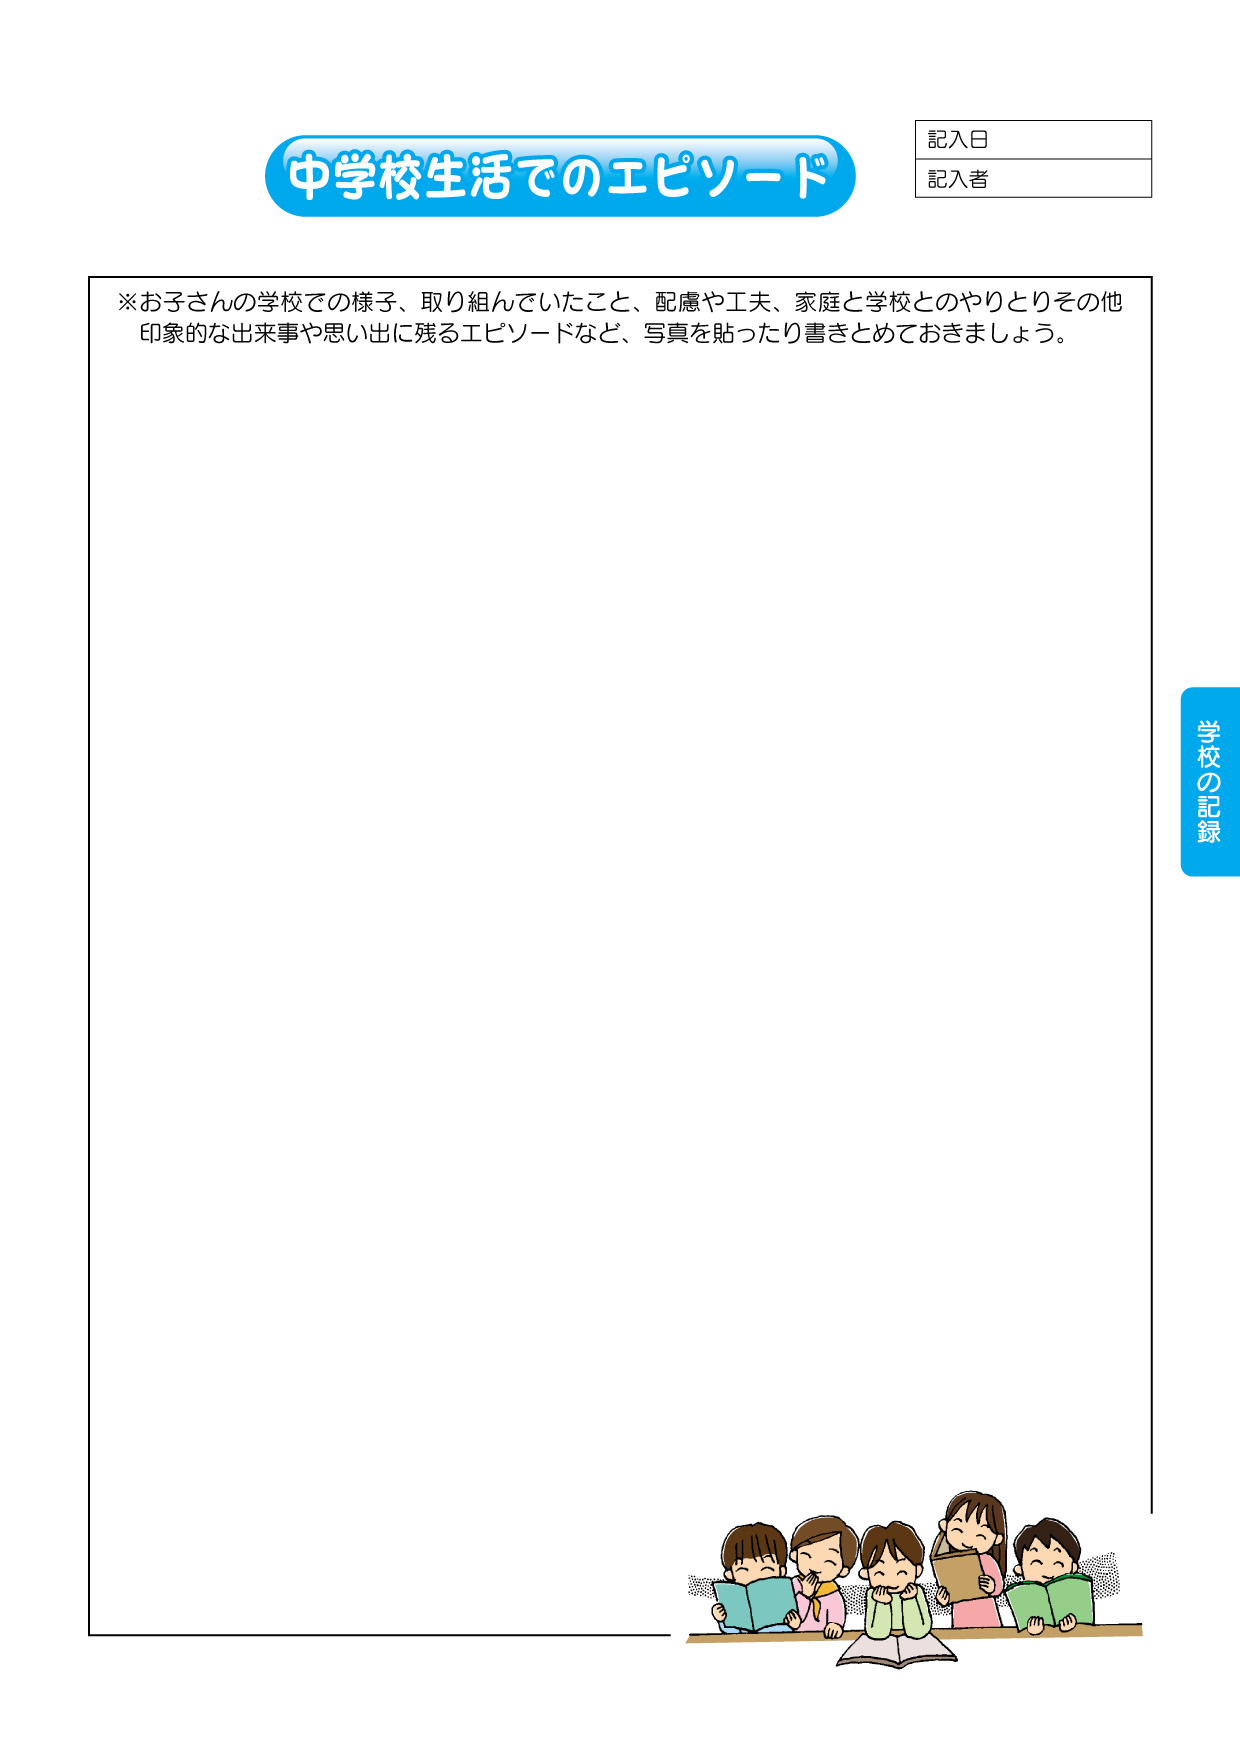 中学校生活でのエピソード
記入日
記入者
※お子さんの学校での様子、取り組んでいたこと、配慮や工夫、家庭と学校とのやりとりその他
印象的な出来事や思い出に残るエピソードなど、写真を貼ったり書きとめておきましょう。
学校の記録